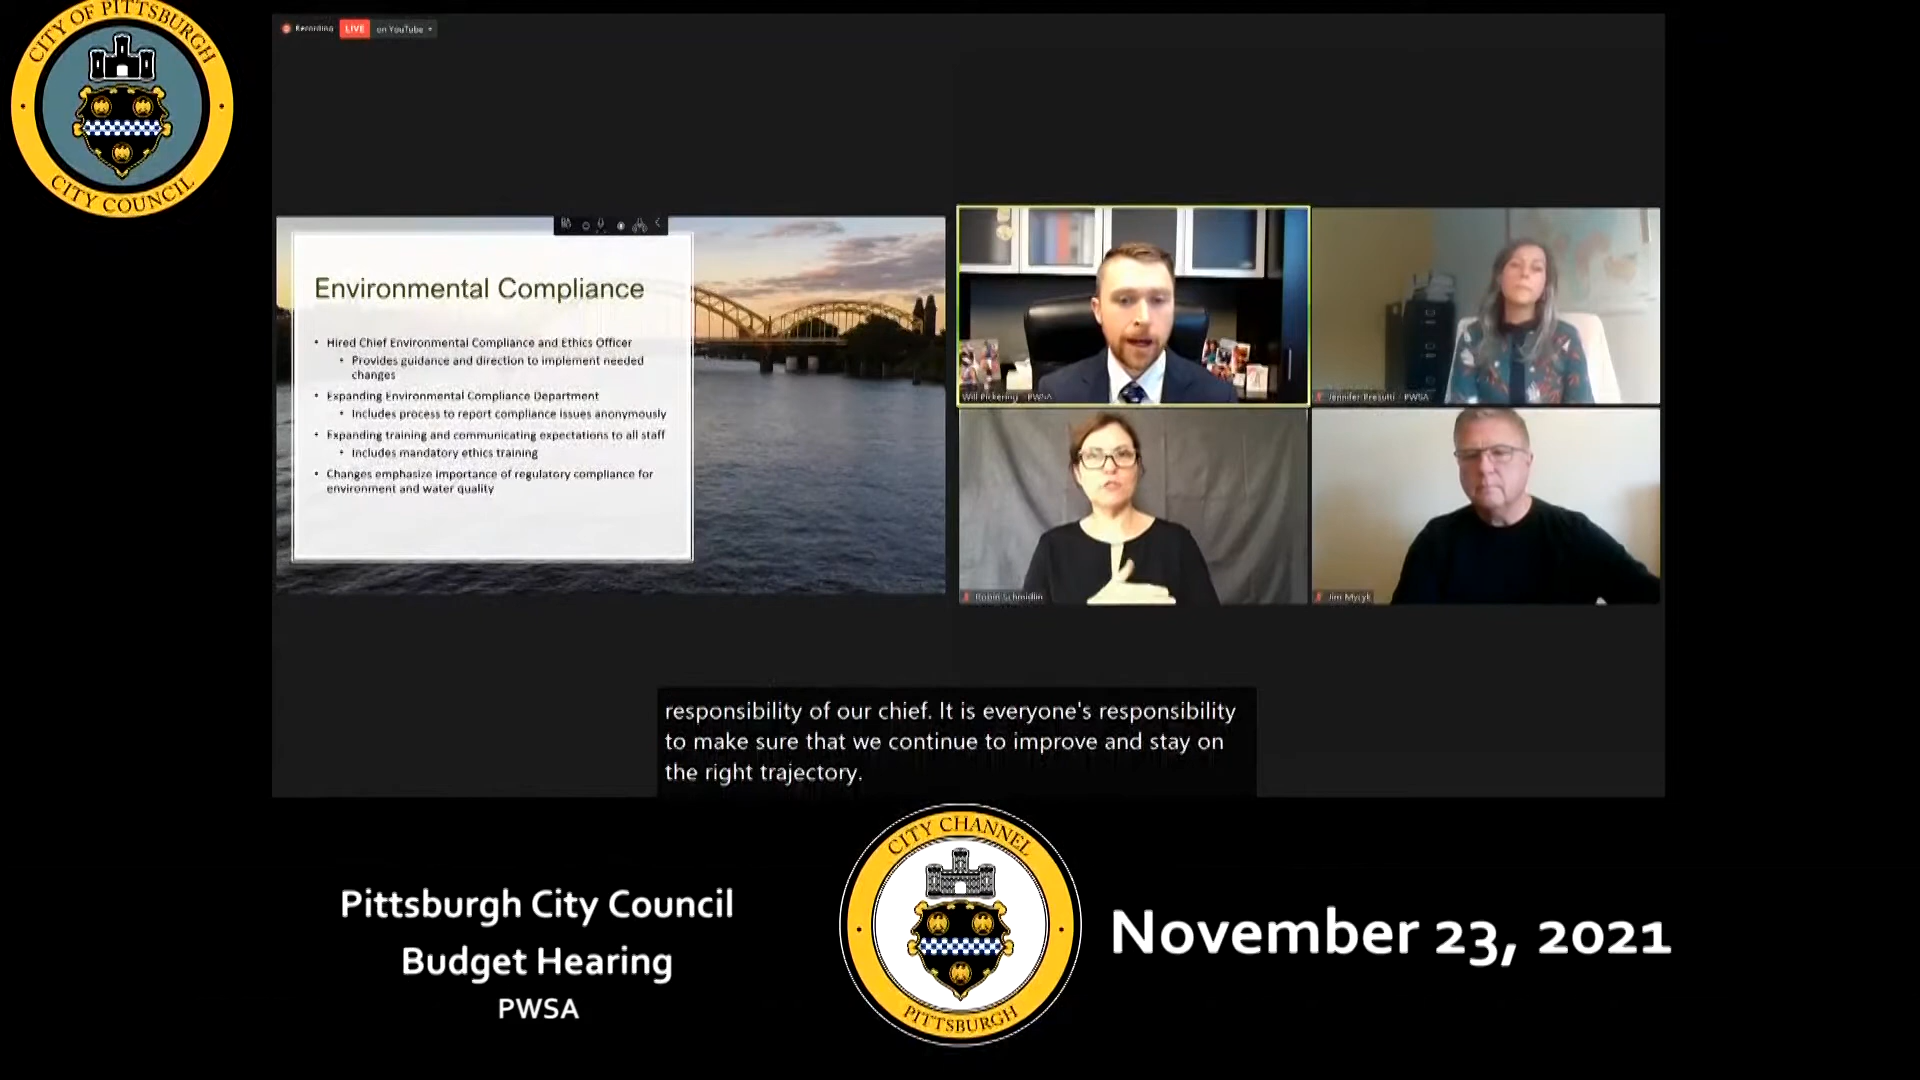 CITY OF PITTSBURGH
CITY COUNCIL
Recording
LIVE
on YouTube
Environmental Compliance
• Hired Chief Environmental Compliance and Ethics Officer
• Provides guidance and direction to implement needed
changes
• Expanding Environmental Compliance Department
• Includes process to report compliance issues anonymously
• Expanding training and communicating expectations to all staff
• Includes mandatory ethics training
• Changes emphasize importance of regulatory compliance for
environment and water quality
Will Pickering - PWSA
Jennifer Presutti - PWSA
Robin Schmidlin
Jim Mycyk
responsibility of our chief. It is everyone's responsibility
to make sure that we continue to improve and stay on
the right trajectory.
Pittsburgh City Council
Budget Hearing
PWSA
CITY CHANNEL
PITTSBURGH
November 23, 2021